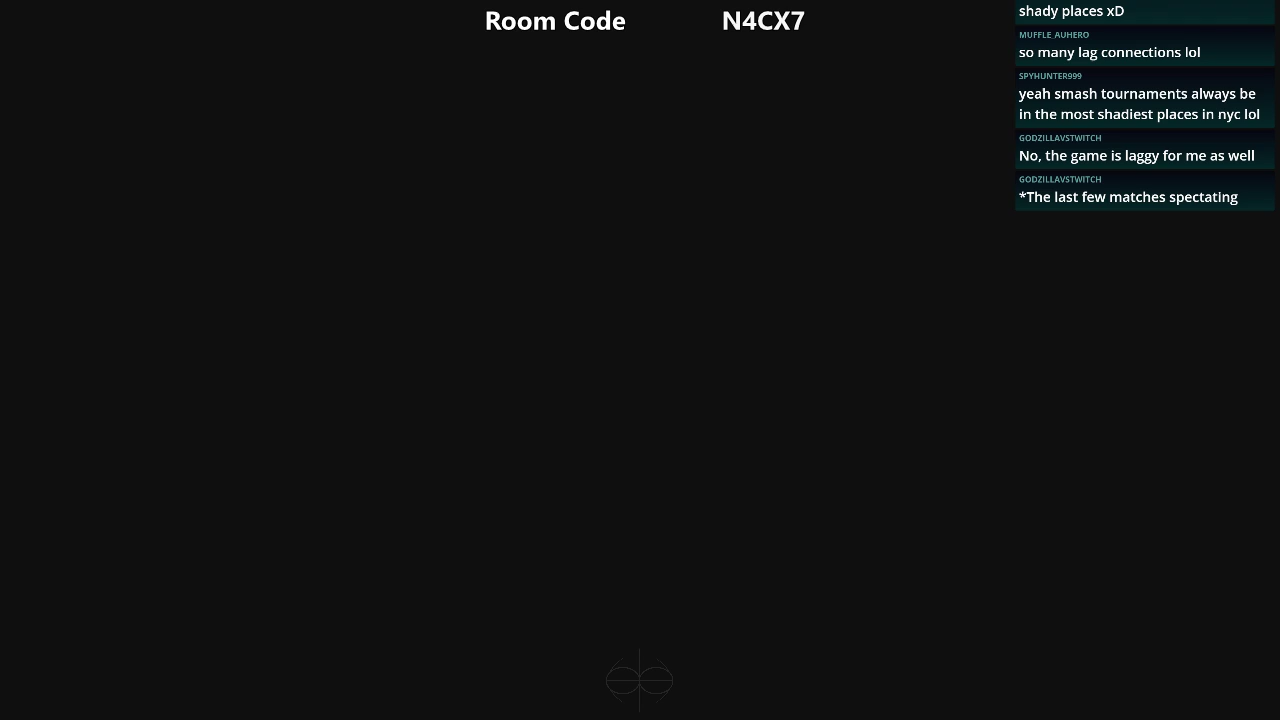 Room Code N4CX7
shady places xD
MUFFLE_AUHERO
so many lag connections lol
SPYHUNTER999
yeah smash tournaments always be
in the most shadiest places in nyc lol
GODZILLAVSTWITCH
No, the game is laggy for me as well
GODZILLAVSTWITCH
*The last few matches spectating